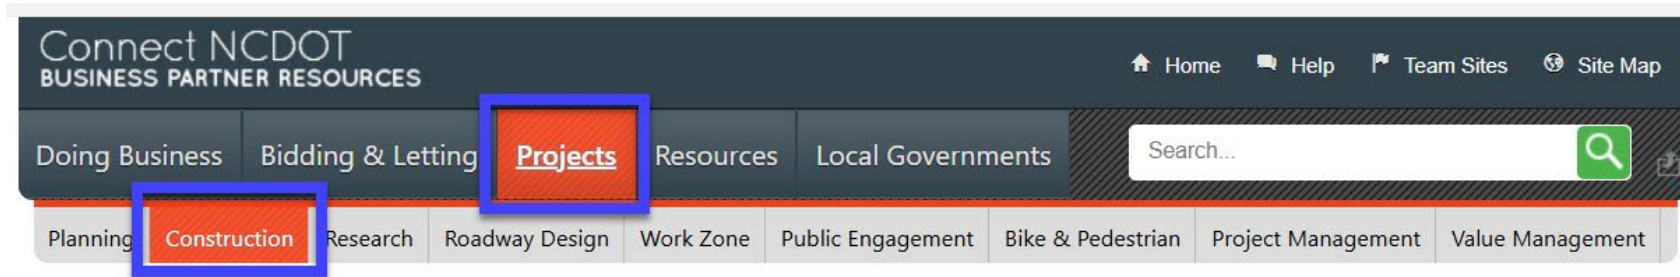 Connect NCDOT
BUSINESS PARTNER RESOURCES
Home Help Team Sites Site Map
Doing Business Bidding & Letting Projects Resources Local Governments Search...
Planning Construction Research Roadway Design Work Zone Public Engagement Bike & Pedestrian Project Management Value Management